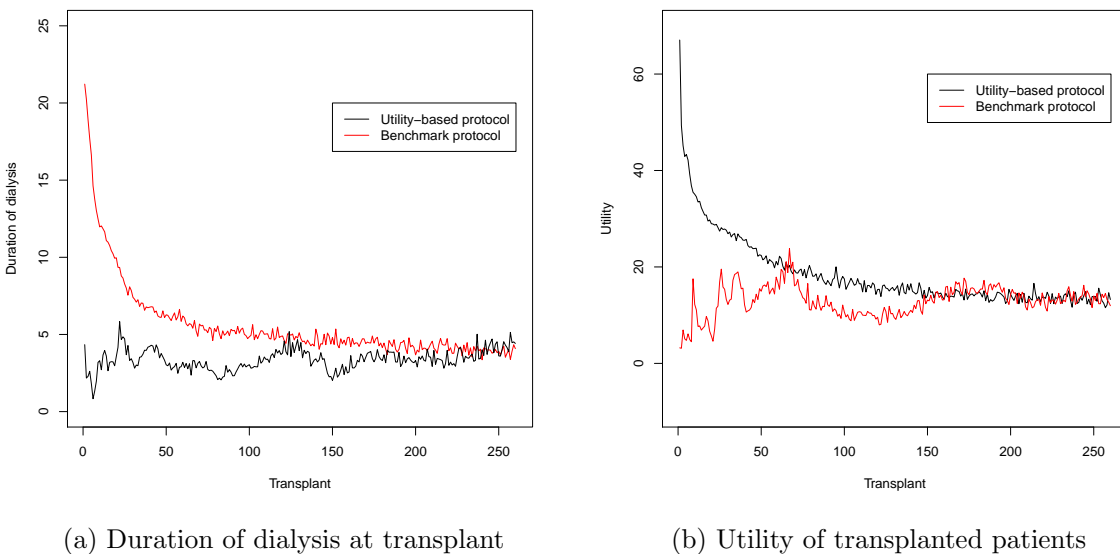 25
20
15
10
5
0
Duration of dialysis
Utility−based protocol
Benchmark protocol
0 50 100 150 200 250
Transplant
(a) Duration of dialysis at transplant
60
40
20
0
Utility
Utility−based protocol
Benchmark protocol
0 50 100 150 200 250
Transplant
(b) Utility of transplanted patients